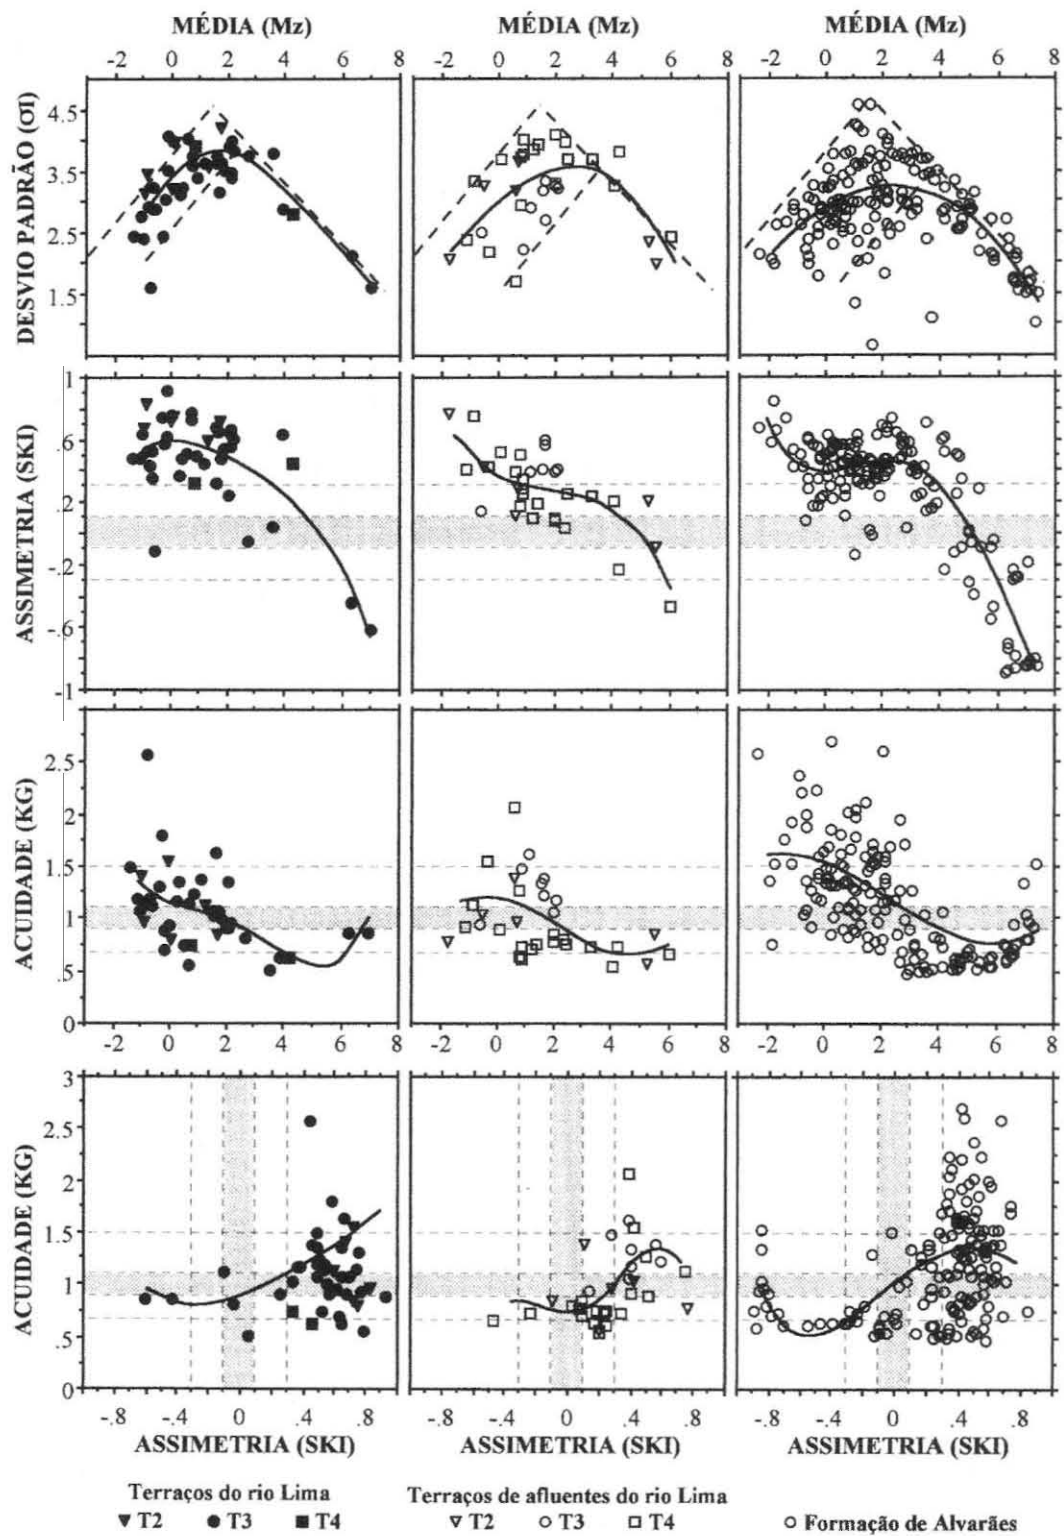 MÉDIA (Mz) MÉDIA (Mz) MÉDIA (Mz)
-2 0 2 4 6 8 -2 0 2 4 6 8 -2 0 2 4 6 8
DESVIO PADRÃO (σI)
4.5
3.5
2.5
1.5
ASSIMETRIA (SKI)
1
.6
.2
-.2
-.6
-1
ACUIDADE (KG)
2.5
2
1.5
1
.5
0
-2 0 2 4 6 8 -2 0 2 4 6 8 -2 0 2 4 6 8
ACUIDADE (KG)
3
2.5
2
1.5
1
.5
0
-.8 -.4 0 .4 .8 -.8 -.4 0 .4 .8 -.8 -.4 0 .4 .8
ASSIMETRIA (SKI) ASSIMETRIA (SKI) ASSIMETRIA (SKI)
Terraços do rio Lima Terraços de afluentes do rio Lima
T2 T3 T4 T2 T3 T4 Formação de Alvarães